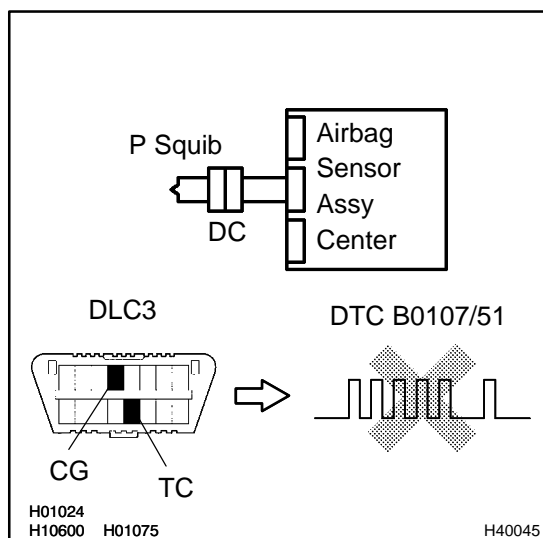 P Squib
DC
Airbag
Sensor
Assy
Center
DLC3
DTC B0107/51
CG
TC
H01024
H10600 H01075
H40045